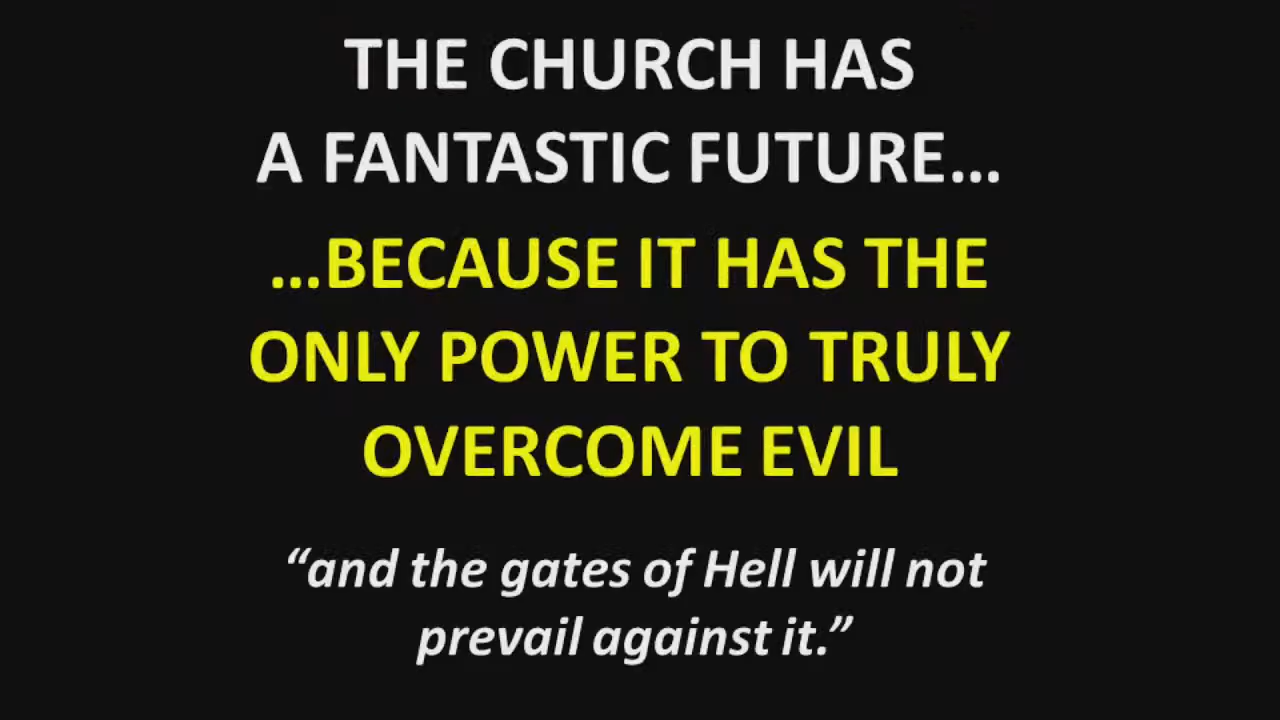 THE CHURCH HAS
A FANTASTIC FUTURE...
...BECAUSE IT HAS THE
ONLY POWER TO TRULY
OVERCOME EVIL
“and the gates of Hell will not
prevail against it.”